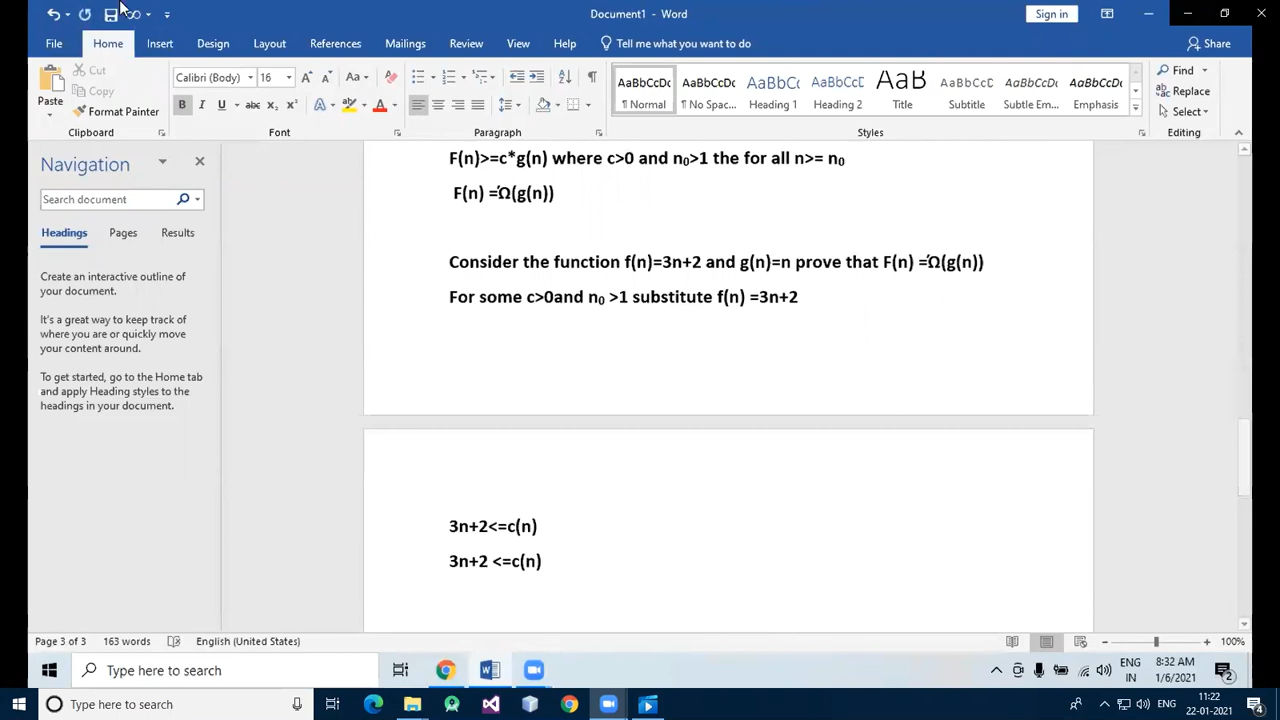 Document1 - Word
Sign in
File Home Insert Design Layout References Mailings Review View Help Tell me what you want to do Share
Paste
Cut
Copy
Format Painter
Clipboard
Calibri (Body) 16
Font
Paragraph
AaBbCcDc ¶ Normal
AaBbCcDc ¶ No Spac...
AaBbCc Heading 1
AaBbCcD Heading 2
AaB Title
AaBbCcD Subtitle
AaBbCcDc Subtle Em...
AaBbCcDc Emphasis
Styles
Find
Replace
Select
Editing
Navigation
Search document
Headings Pages Results
Create an interactive outline of
your document.
It's a great way to keep track of
where you are or quickly move
your content around.
To get started, go to the Home tab
and apply Heading styles to the
headings in your document.
F(n)>=c*g(n) where c>0 and n₀>1 the for all n>= n₀
F(n) =Ώ(g(n))
Consider the function f(n)=3n+2 and g(n)=n prove that F(n) =Ώ(g(n))
For some c>0and n₀ >1 substitute f(n) =3n+2
3n+2<=c(n)
3n+2 <=c(n)
Page 3 of 3 163 words English (United States) 100%
Type here to search
ENG
IN
8:32 AM
1/6/2021
2
Type here to search
ENG
11:22
22-01-2021
4